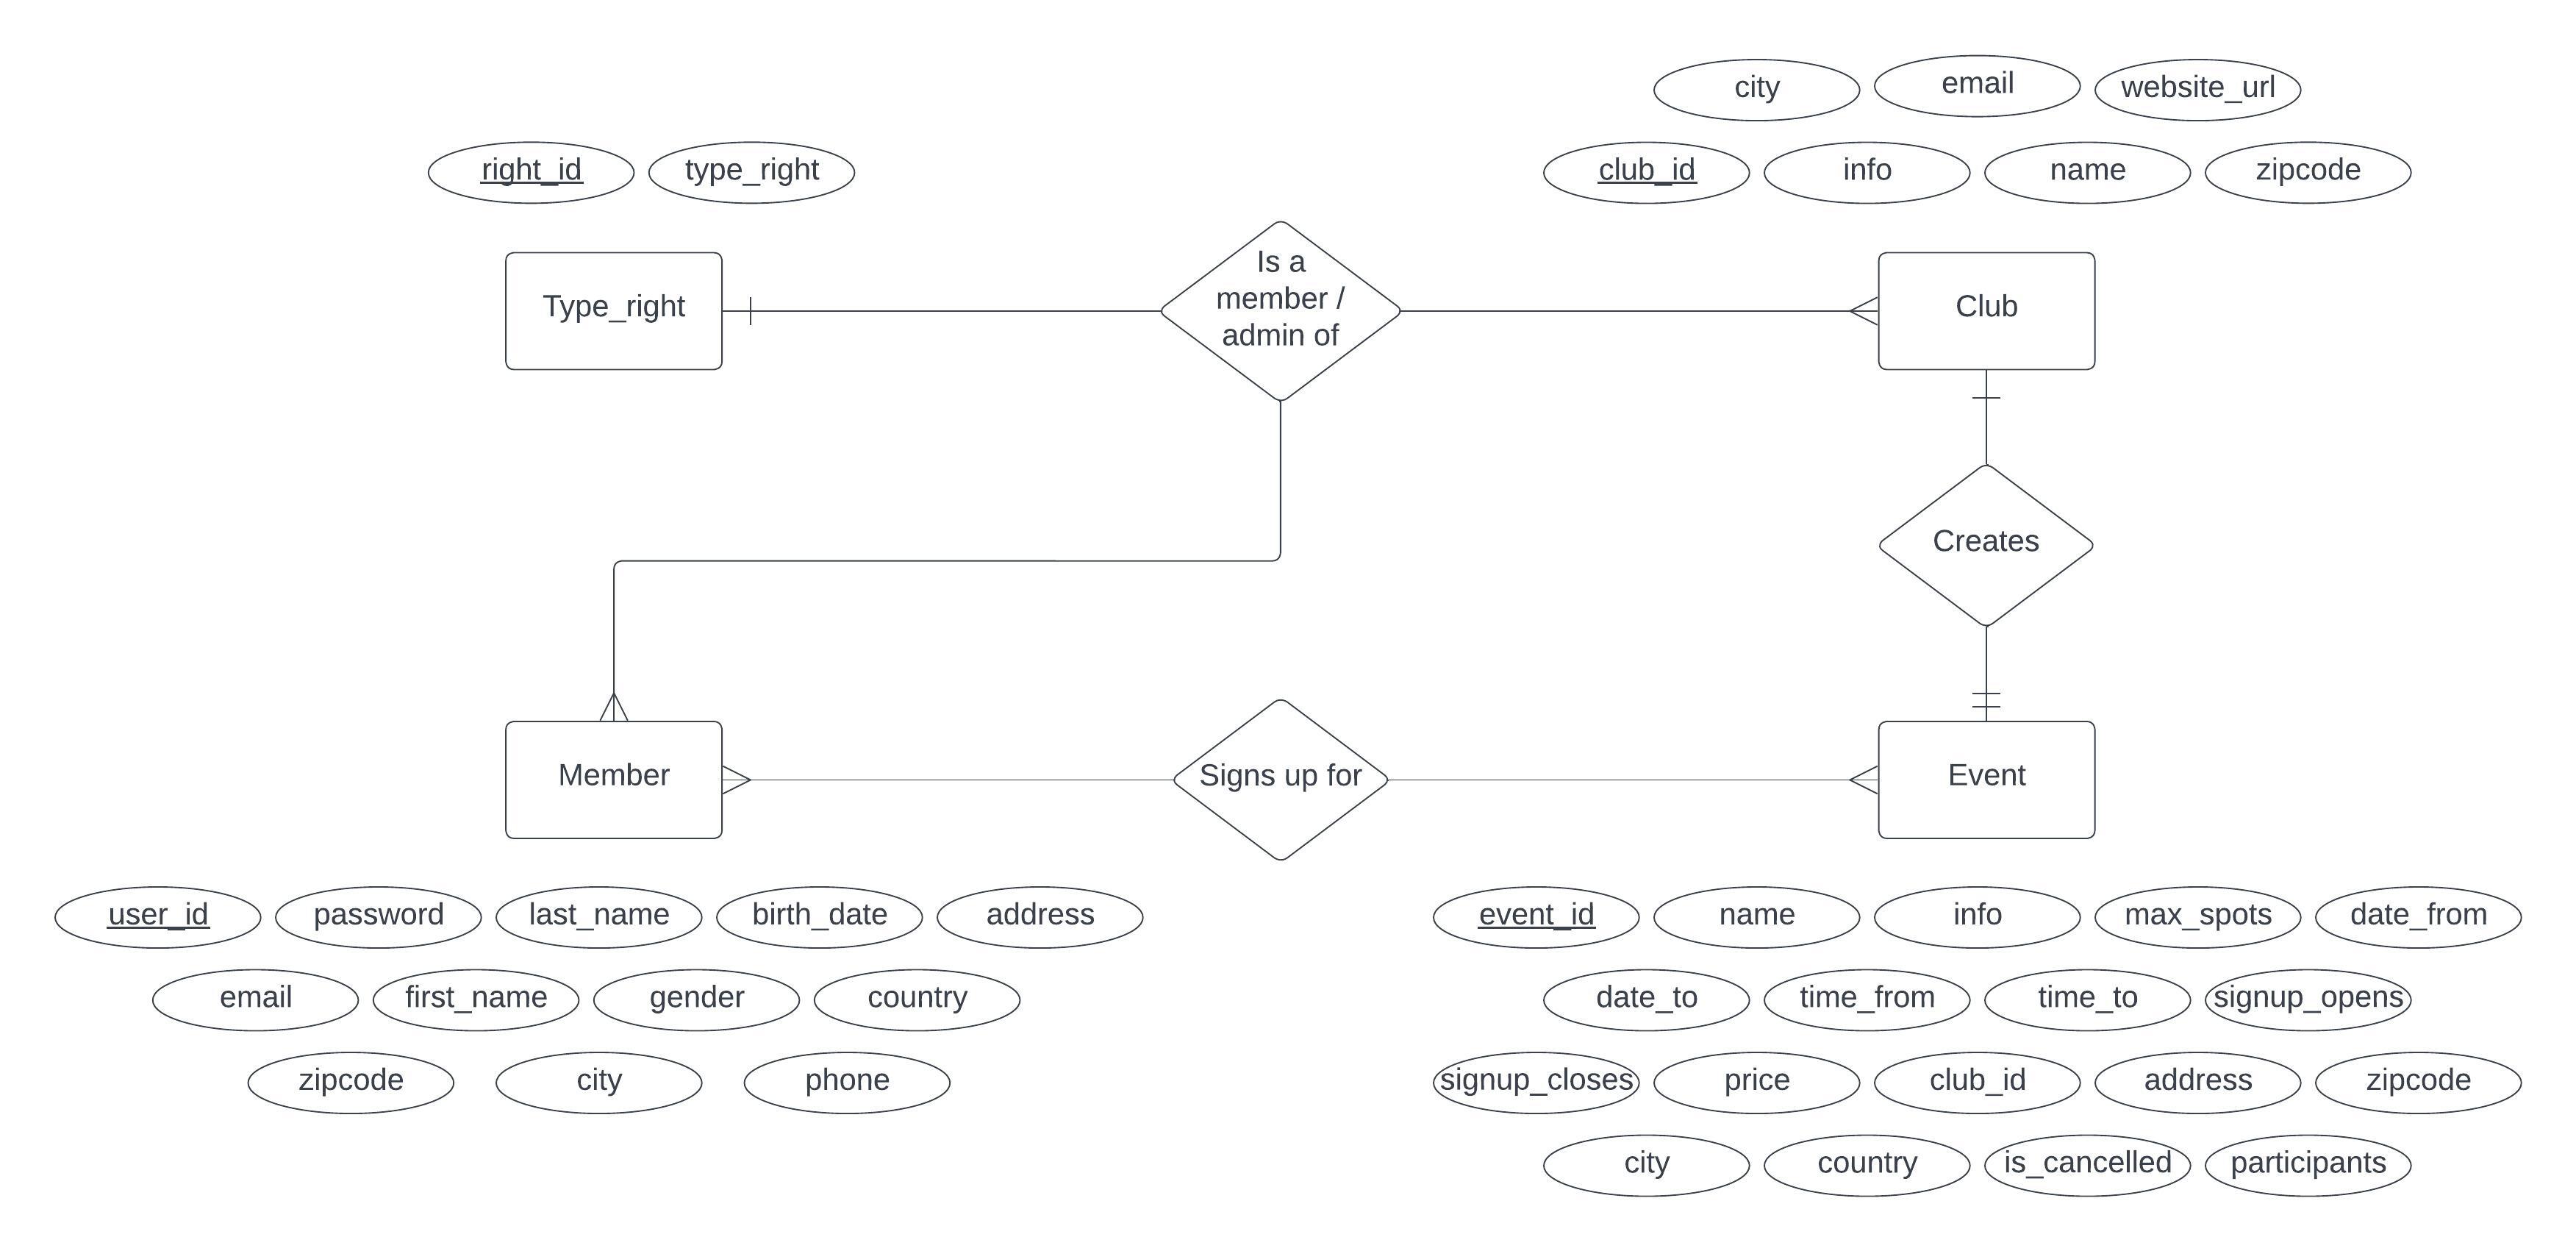 city
email
website_url
right_id
type_right
club_id
info
name
zipcode
Type_right
Is a
member /
admin of
Club
Creates
Member
Signs up for
Event
user_id
password
last_name
birth_date
address
event_id
name
info
max_spots
date_from
email
first_name
gender
country
date_to
time_from
time_to
signup_opens
zipcode
city
phone
signup_closes
price
club_id
address
zipcode
city
country
is_cancelled
participants